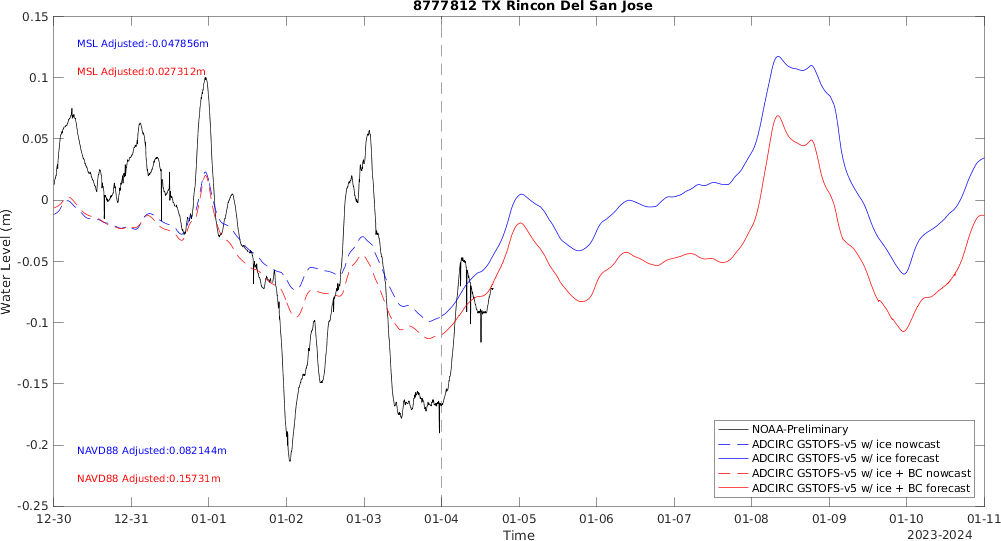 8777812 TX Rincon Del San Jose
MSL Adjusted:-0.047856m
MSL Adjusted:0.027312m
NAVD88 Adjusted:0.082144m
NAVD88 Adjusted:0.15731m
Water Level (m)
0.15
0.1
0.05
0
-0.05
-0.1
-0.15
-0.2
-0.25
NOAA-Preliminary
ADCIRC GSTOFS-v5 w/ ice nowcast
ADCIRC GSTOFS-v5 w/ ice forecast
ADCIRC GSTOFS-v5 w/ ice + BC nowcast
ADCIRC GSTOFS-v5 w/ ice + BC forecast
12-30 12-31 01-01 01-02 01-03 01-04 01-05 01-06 01-07 01-08 01-09 01-10 01-11
Time
2023-2024